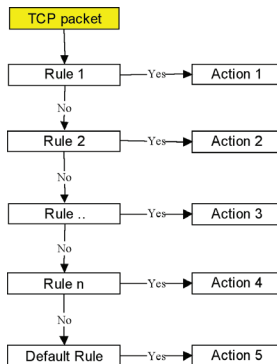 TCP packet
Rule 1
Yes
Action 1
No
Rule 2
Yes
Action 2
No
Rule ..
Yes
Action 3
No
Rule n
Yes
Action 4
No
Default Rule
Yes
Action 5